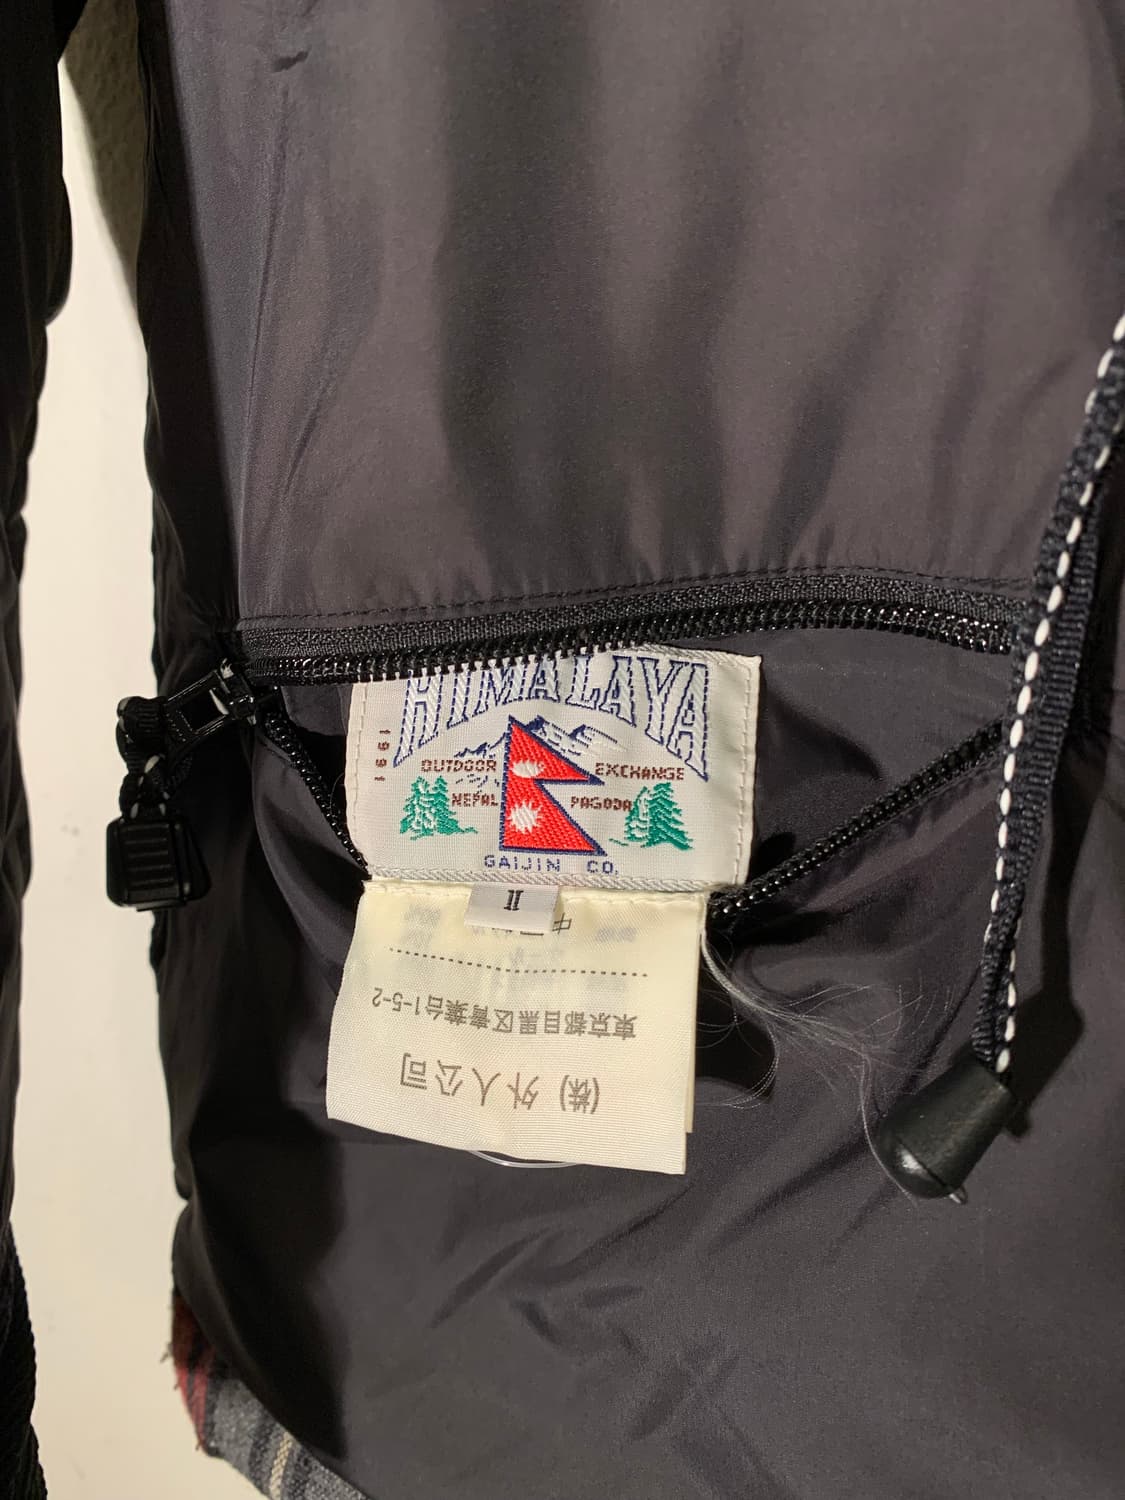 HIMALAYA
1991
OUTDOOR EXCHANGE
NEPAL PAGODA
GAIJIN CO.
II
(株) 外人公司
東京都目黒区青葉台1-5-2